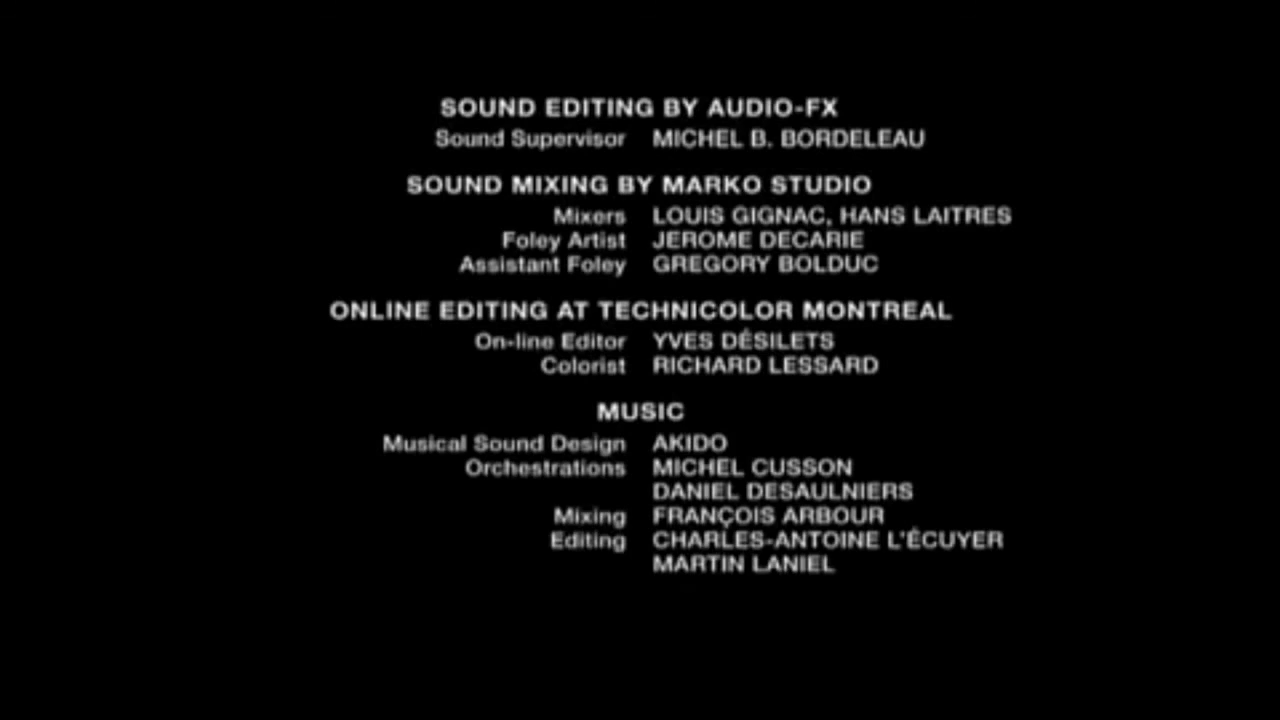 SOUND EDITING BY AUDIO-FX
Sound Supervisor MICHEL B. BORDELEAU
SOUND MIXING BY MARKO STUDIO
Mixers LOUIS GIGNAC, HANS LAITRES
Foley Artist JEROME DECARIE
Assistant Foley GREGORY BOLDUC
ONLINE EDITING AT TECHNICOLOR MONTREAL
On-line Editor YVES DÉSILETS
Colorist RICHARD LESSARD
MUSIC
Musical Sound Design AKIDO
Orchestrations MICHEL CUSSON
DANIEL DESAULNIERS
Mixing FRANÇOIS ARBOUR
Editing CHARLES-ANTOINE L'ÉCUYER
MARTIN LANIEL